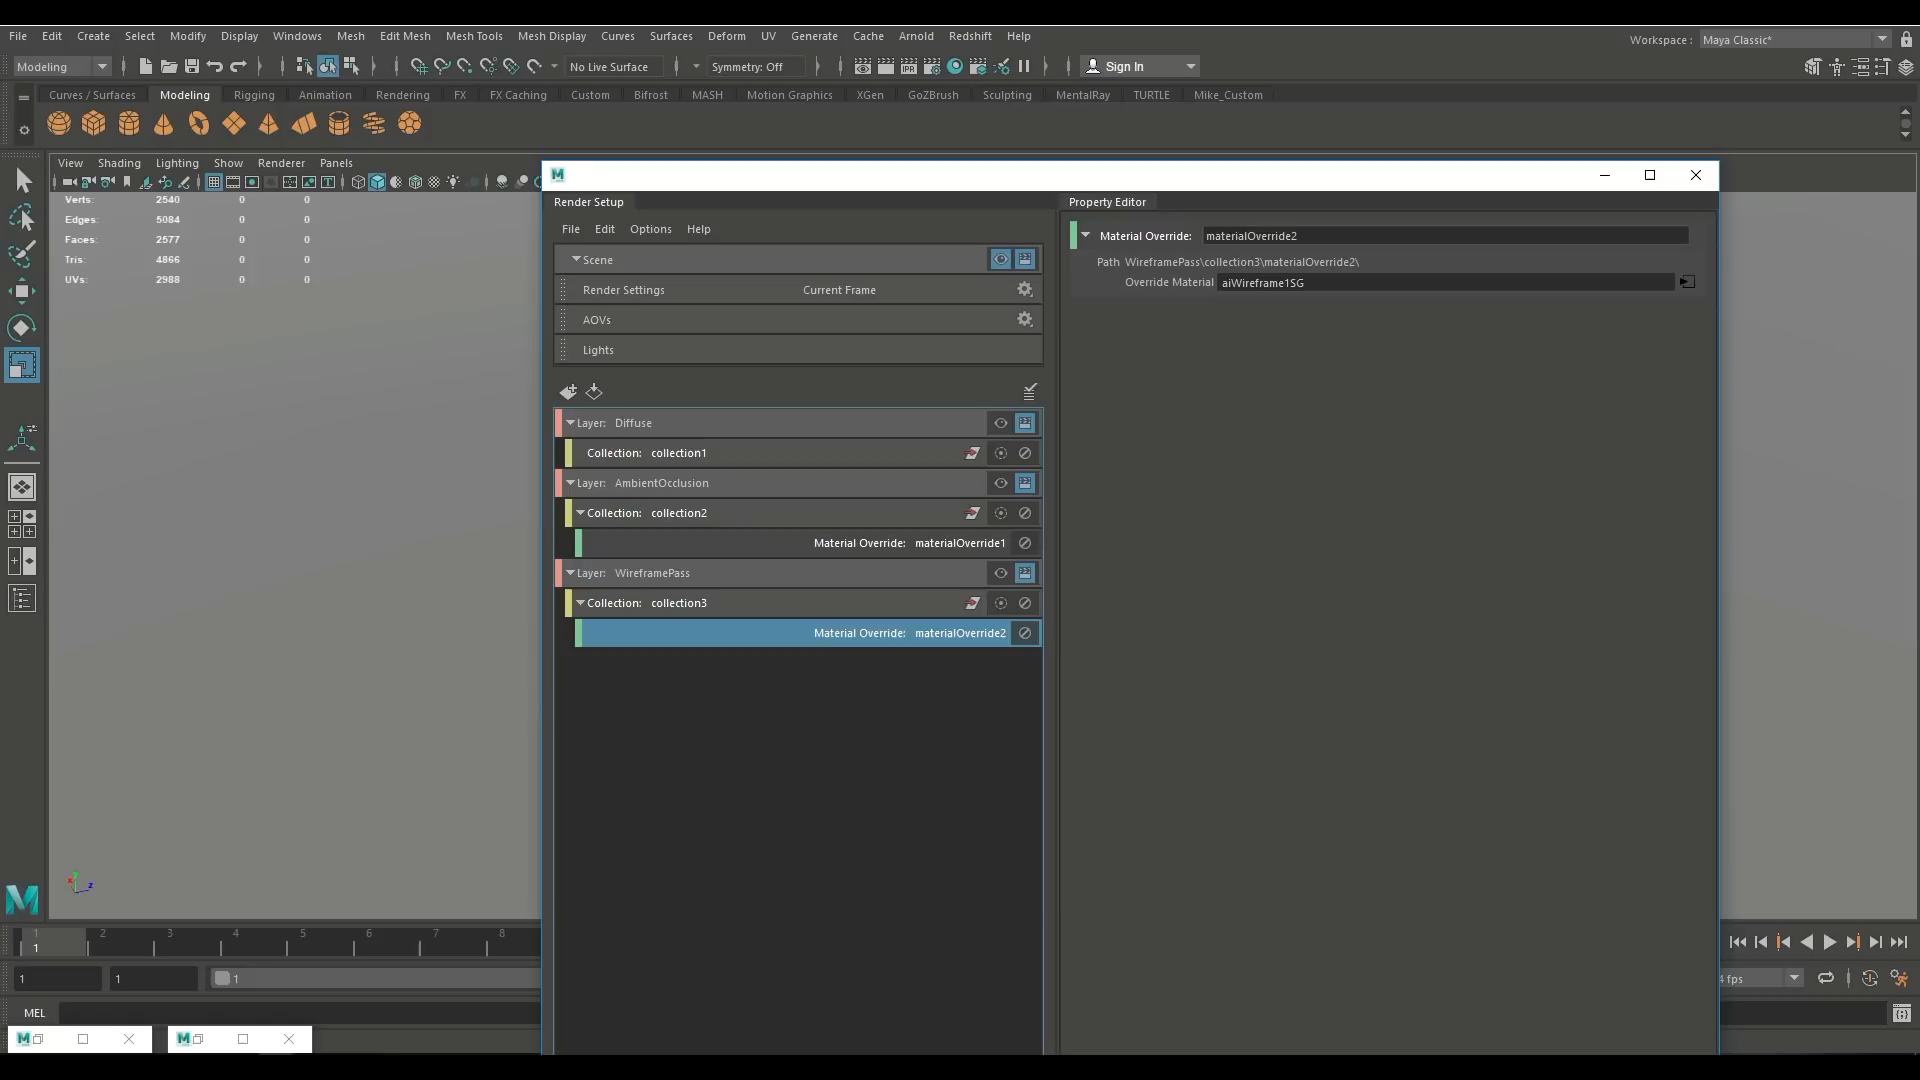 File Edit Create Select Modify Display Windows Mesh Edit Mesh Mesh Tools Mesh Display Curves Surfaces Deform UV Generate Cache Arnold Redshift Help
Workspace : Maya Classic*
Modeling No Live Surface Symmetry: Off Sign In
Curves / Surfaces Modeling Rigging Animation Rendering FX FX Caching Custom Bifrost MASH Motion Graphics XGen GoZBrush Sculpting MentalRay TURTLE Mike_Custom
View Shading Lighting Show Renderer Panels
Verts: 2540 0 0
Edges: 5084 0 0
Faces: 2577 0 0
Tris: 4866 0 0
UVs: 2988 0 0
Render Setup
File Edit Options Help
Scene
Render Settings Current Frame
AOVs
Lights
Layer: Diffuse
Collection: collection1
Layer: AmbientOcclusion
Collection: collection2
Material Override: materialOverride1
Layer: WireframePass
Collection: collection3
Material Override: materialOverride2
Property Editor
Material Override: materialOverride2
Path WireframePass\collection3\materialOverride2\
Override Material aiWireframe1SG
1 2 3 4 5 6 7 8
1
1 1 1
4 fps
MEL